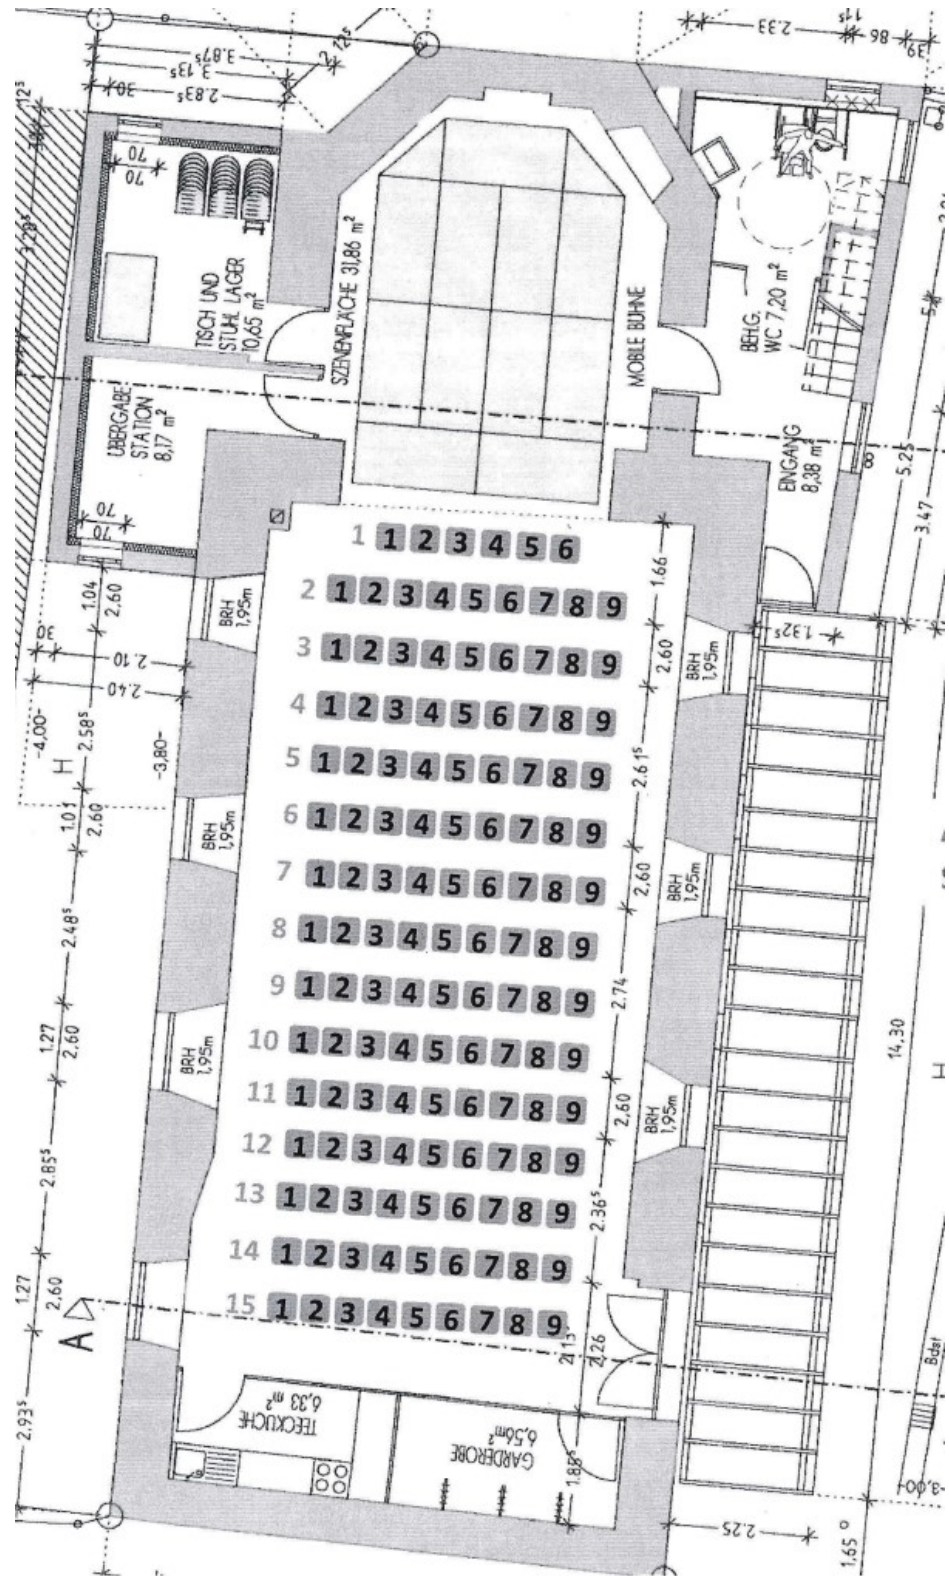 2.33
86
39
3.87⁵
3.13⁵
30
2.83⁵
2.12⁵
12⁵
70
70
TISCH UND
STUHL LAGER
10,65 m²
SZENENFLÄCHE 31,86 m²
MOBILE BÜHNE
BEHG.
WC 7,20 m²
ÜBERGABE-
STATION
8,17 m²
EINGANG
8,38 m²
5.25
3.47
70
70
1 1 2 3 4 5 6
2 1 2 3 4 5 6 7 8 9
3 1 2 3 4 5 6 7 8 9
4 1 2 3 4 5 6 7 8 9
5 1 2 3 4 5 6 7 8 9
6 1 2 3 4 5 6 7 8 9
7 1 2 3 4 5 6 7 8 9
8 1 2 3 4 5 6 7 8 9
9 1 2 3 4 5 6 7 8 9
10 1 2 3 4 5 6 7 8 9
11 1 2 3 4 5 6 7 8 9
12 1 2 3 4 5 6 7 8 9
13 1 2 3 4 5 6 7 8 9
14 1 2 3 4 5 6 7 8 9
15 1 2 3 4 5 6 7 8 9
1.04
2.60
30
2.10
2.40
-4,00-
-3,80-
H
2.58⁵
1.01
2.60
2.48⁵
1.27
2,60
2.85⁵
1.27
2,60
2.93⁵
A
BRH
1,95m
BRH
1,95m
BRH
1,95m
1.66
2,60
2.61⁵
2,60
2.74
2,60
2.36⁵
2.13⁵
2.26
BRH
1,95m
BRH
1,95m
BRH
1,95m
1.32⁵
14,30
H
TEEKÜCHE
6,33 m²
GARDEROBE
6,56m²
1.88⁵
2.25
1.65
-3,00-